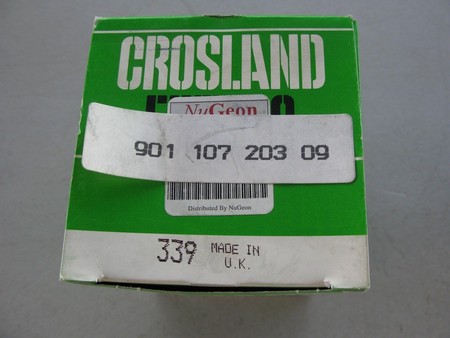 CROSLAND
NuGeon
901 107 203 09
Distributed By NuGeon
339 MADE IN
U.K.